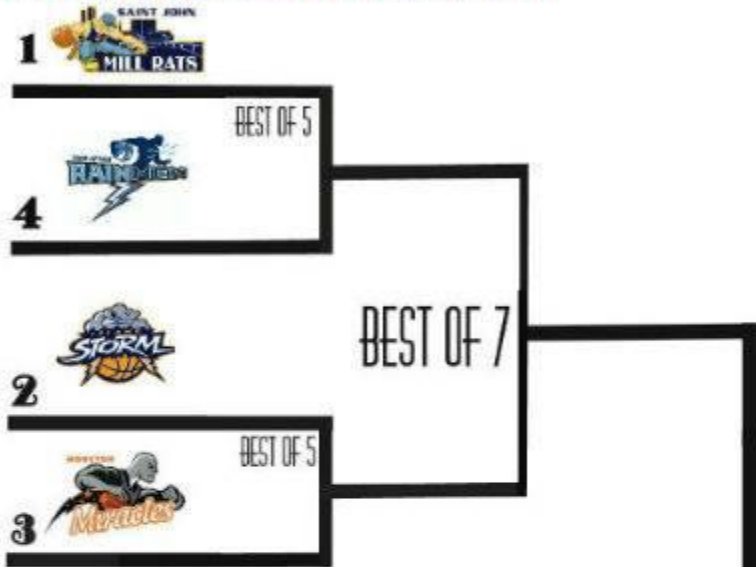 1
SAINT JOHN
MILL RATS
BEST OF 5
RAINMEN
4
STORM
2
BEST OF 7
BEST OF 5
MONCTON
Miracles
3